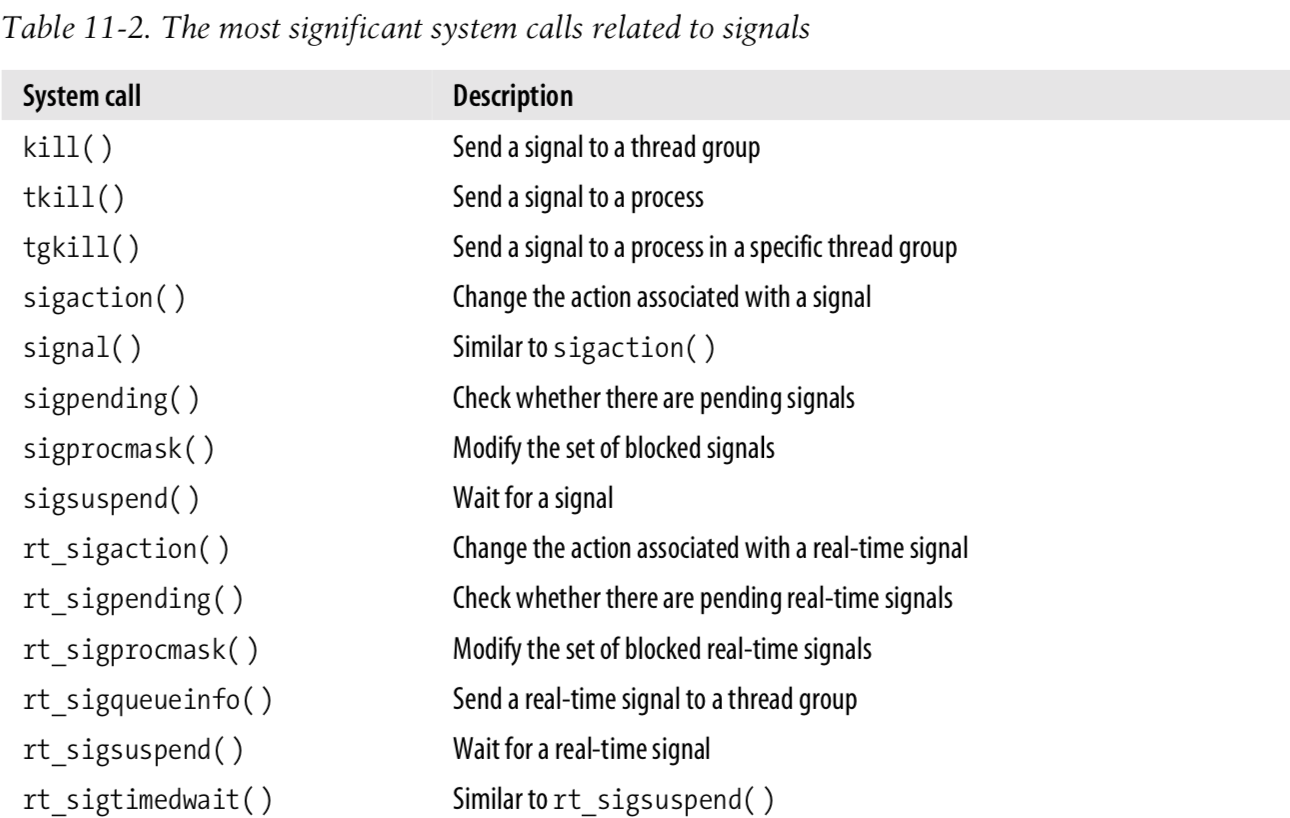 Table 11-2. The most significant system calls related to signals
System call Description
kill( ) Send a signal to a thread group
tkill() Send a signal to a process
tgkill() Send a signal to a process in a specific thread group
sigaction( ) Change the action associated with a signal
signal() Similar to sigaction( )
sigpending( ) Check whether there are pending signals
sigprocmask( ) Modify the set of blocked signals
sigsuspend( ) Wait for a signal
rt_sigaction( ) Change the action associated with a real-time signal
rt_sigpending( ) Check whether there are pending real-time signals
rt_sigprocmask( ) Modify the set of blocked real-time signals
rt_sigqueueinfo( ) Send a real-time signal to a thread group
rt_sigsuspend( ) Wait for a real-time signal
rt_sigtimedwait( ) Similar to rt_sigsuspend( )